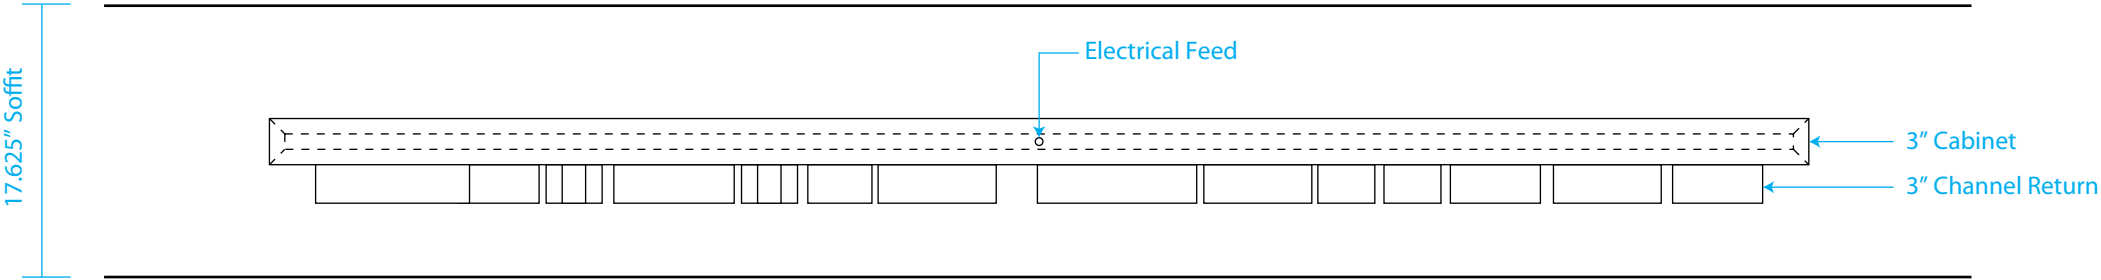 17.625” Soffit
Electrical Feed
3” Cabinet
3” Channel Return